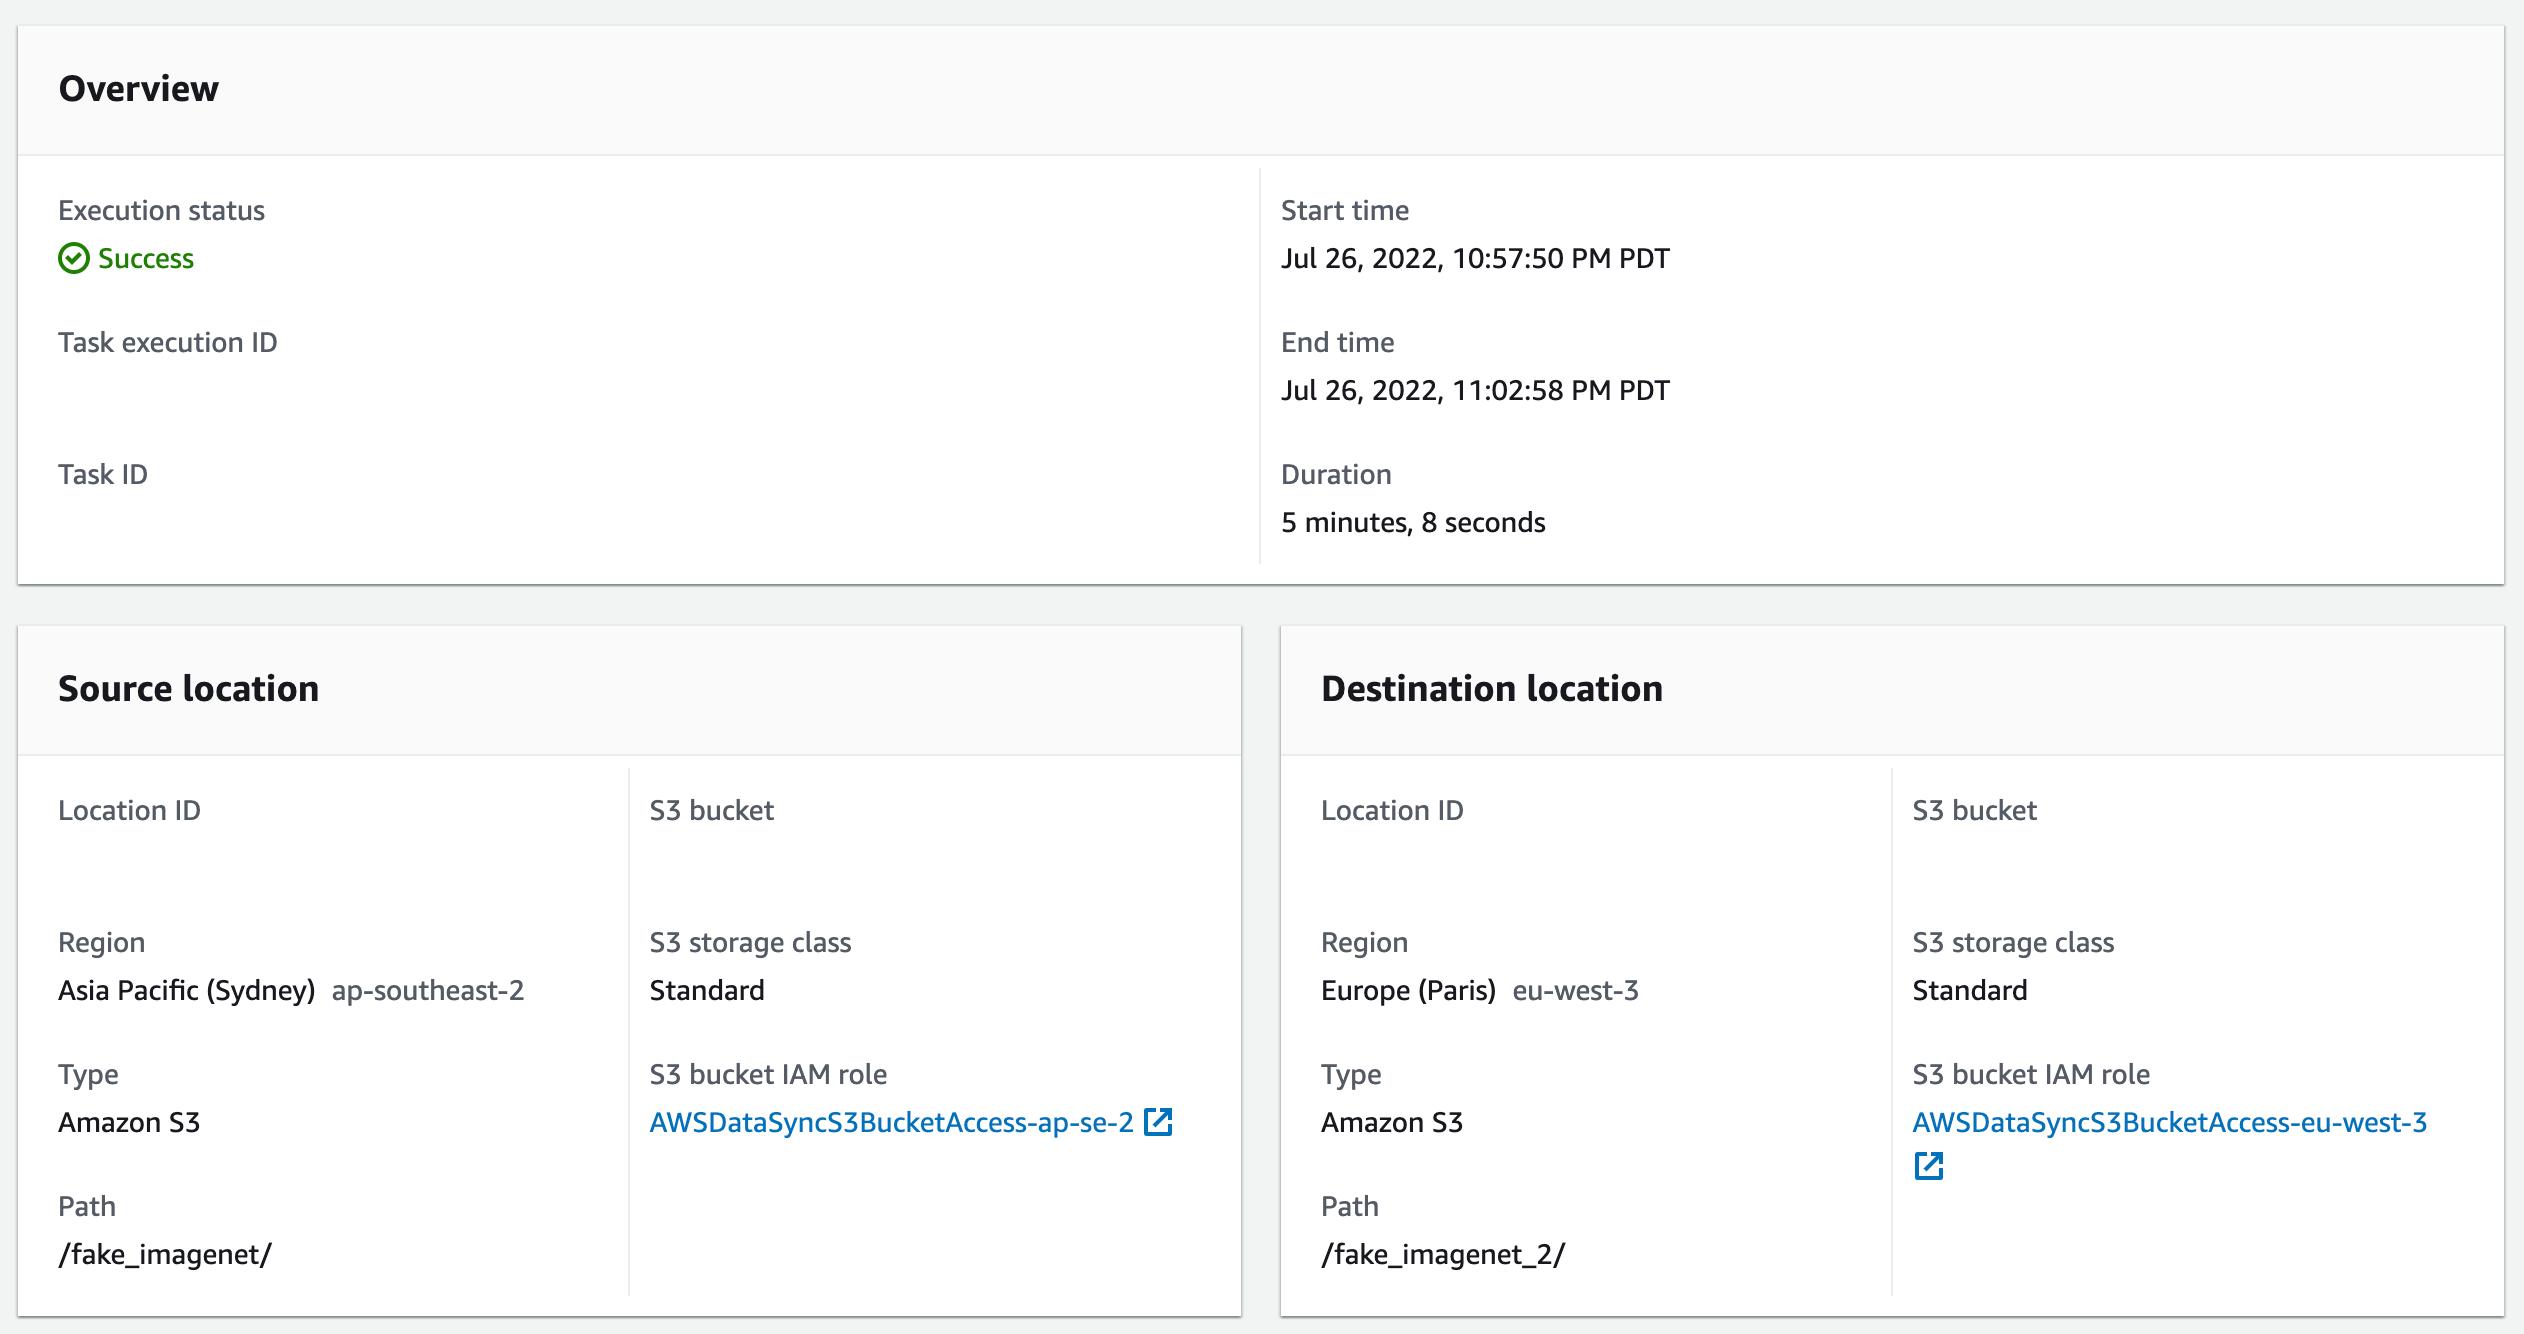 Overview
Execution status
Success
Task execution ID
Task ID
Start time
Jul 26, 2022, 10:57:50 PM PDT
End time
Jul 26, 2022, 11:02:58 PM PDT
Duration
5 minutes, 8 seconds
Source location
Location ID
Region
Asia Pacific (Sydney) ap-southeast-2
Type
Amazon S3
Path
/fake_imagenet/
S3 bucket
S3 storage class
Standard
S3 bucket IAM role
AWSDataSyncS3BucketAccess-ap-se-2
Destination location
Location ID
Region
Europe (Paris) eu-west-3
Type
Amazon S3
Path
/fake_imagenet_2/
S3 bucket
S3 storage class
Standard
S3 bucket IAM role
AWSDataSyncS3BucketAccess-eu-west-3